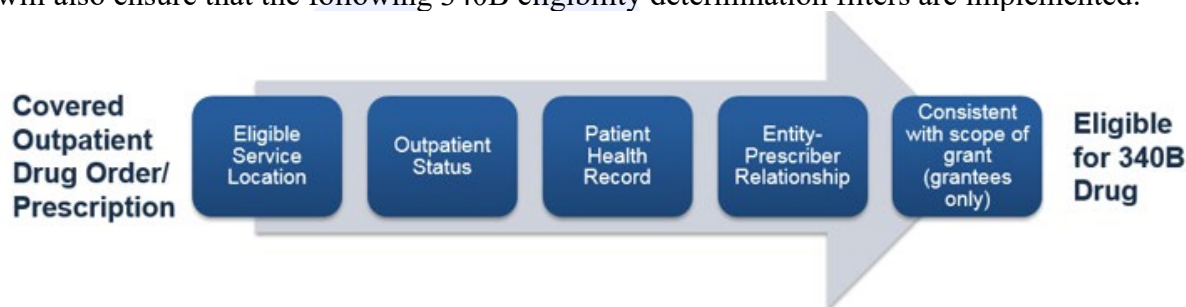 will also ensure that the following 340B eligibility determination filters are implemented:
Covered
Outpatient
Drug Order/
Prescription
Eligible
Service
Location
Outpatient
Status
Patient
Health
Record
Entity-
Prescriber
Relationship
Consistent
with scope of
grant
(grantees
only)
Eligible
for 340B
Drug